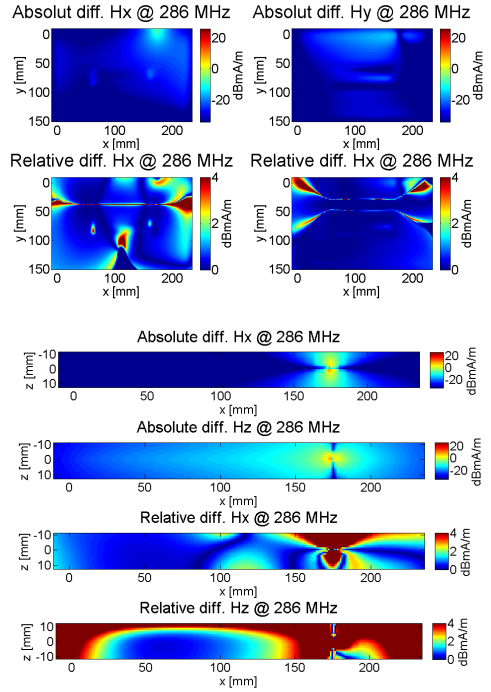 Absolut diff. Hx @ 286 MHz
Absolut diff. Hy @ 286 MHz
0
50
100
150
y [mm]
0 100 200
x [mm]
20
0
-20
dBmA/m
0
50
100
150
y [mm]
0 100 200
x [mm]
20
0
-20
dBmA/m
Relative diff. Hx @ 286 MHz
Relative diff. Hx @ 286 MHz
0
50
100
150
y [mm]
0 100 200
x [mm]
4
2
0
dBmA/m
0
50
100
150
y [mm]
0 100 200
x [mm]
4
2
0
dBmA/m
Absolute diff. Hx @ 286 MHz
-10
0
10
z [mm]
0 50 100 150 200
x [mm]
20
0
-20
dBmA/m
Absolute diff. Hz @ 286 MHz
-10
0
10
z [mm]
0 50 100 150 200
x [mm]
20
0
-20
dBmA/m
Relative diff. Hx @ 286 MHz
-10
0
10
z [mm]
0 50 100 150 200
x [mm]
4
2
0
dBmA/m
Relative diff. Hz @ 286 MHz
10
0
-10
z [mm]
0 50 100 150 200
x [mm]
4
2
0
dBmA/m